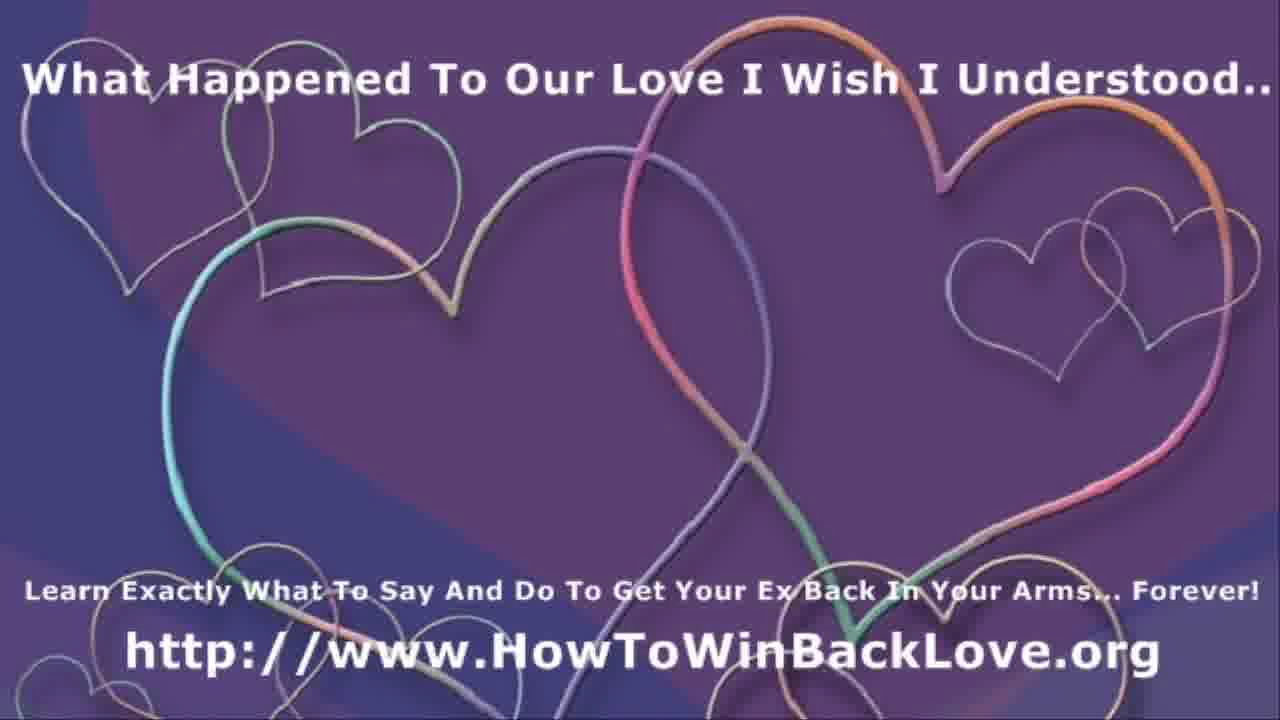 What Happened To Our Love I Wish I Understood..
Learn Exactly What To Say And Do To Get Your Ex Back In Your Arms... Forever!
http://www.HowToWinBackLove.org